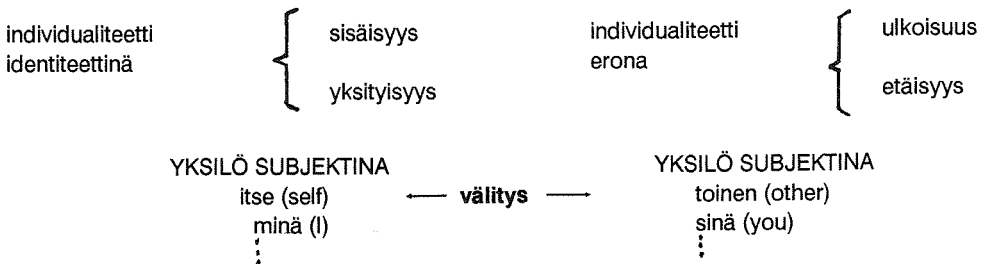 individualiteetti
identiteettinä
sisäisyys
yksityisyys
individualiteetti
erona
ulkoisuus
etäisyys
YKSILÖ SUBJEKTINA
itse (self)
minä (I)
välitys
YKSILÖ SUBJEKTINA
toinen (other)
sinä (you)